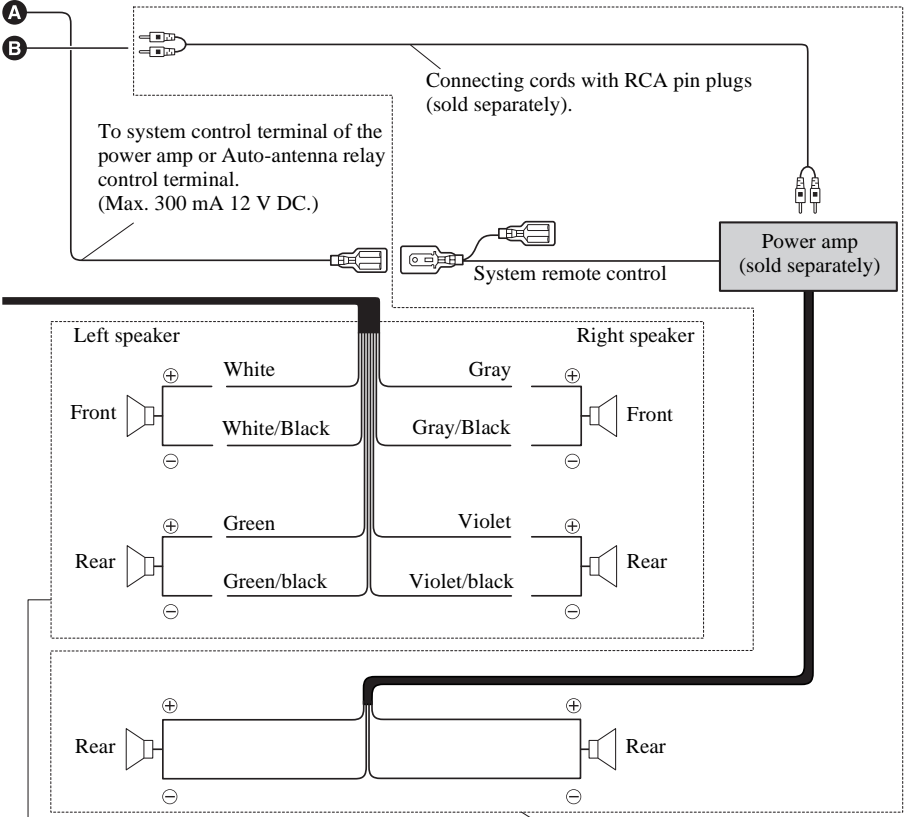 A
B
Connecting cords with RCA pin plugs
(sold separately).
To system control terminal of the
power amp or Auto-antenna relay
control terminal.
(Max. 300 mA 12 V DC.)
Power amp
(sold separately)
System remote control
Left speaker
Right speaker
⊕
White
Gray
⊕
Front
Front
White/Black
Gray/Black
⊖
⊖
⊕
Green
Violet
⊕
Rear
Rear
Green/black
Violet/black
⊖
⊖
⊕
⊕
Rear
Rear
⊖
⊖